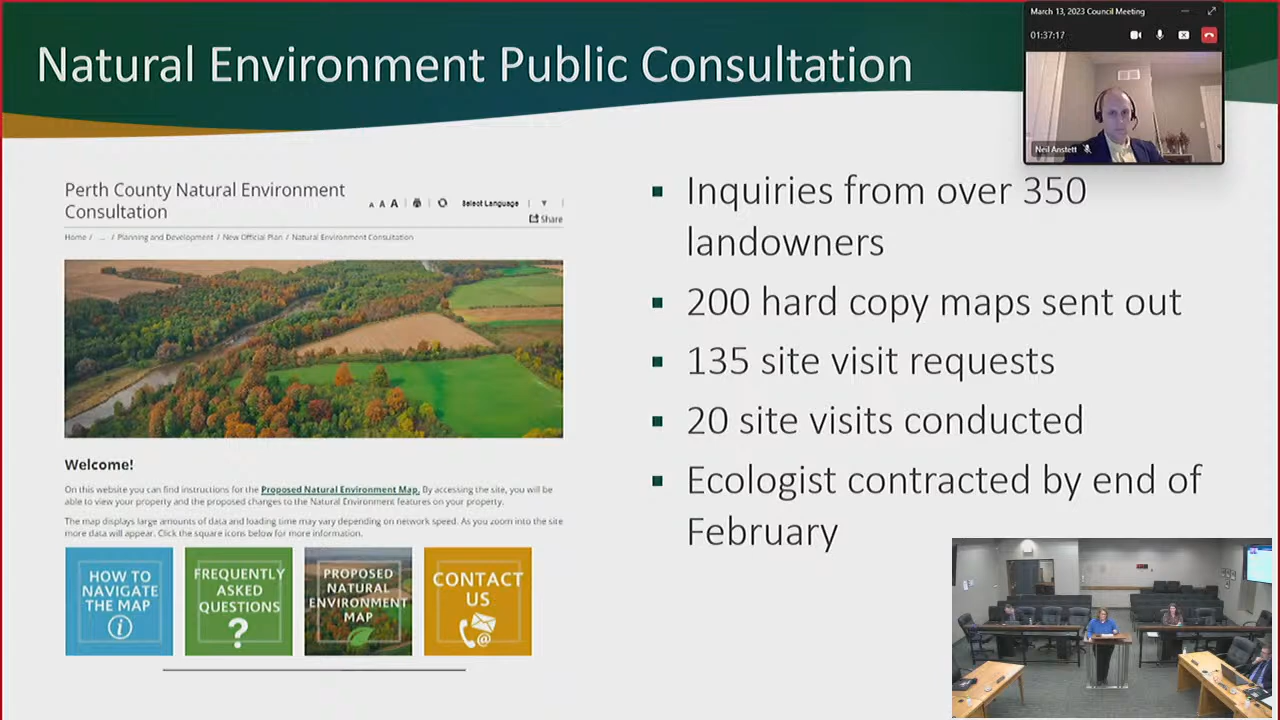 Natural Environment Public Consultation
March 13, 2023 Council Meeting
01:37:17
Neil Anstett
Perth County Natural Environment
Consultation
A A A
Select Language
Share
Home / ... / Planning and Development / New Official Plan / Natural Environment Consultation
Welcome!
On this website you can find instructions for the Proposed Natural Environment Map. By accessing the site, you will be
able to view your property and the proposed changes to the Natural Environment features on your property.
The map displays large amounts of data and loading time may vary depending on network speed. As you zoom into the site
more data will appear. Click the square icons below for more information.
HOW TO
NAVIGATE
THE MAP
FREQUENTLY
ASKED
QUESTIONS
?
PROPOSED
NATURAL
ENVIRONMENT
MAP
CONTACT
US
@
▪ Inquiries from over 350
landowners
▪ 200 hard copy maps sent out
▪ 135 site visit requests
▪ 20 site visits conducted
▪ Ecologist contracted by end of
February